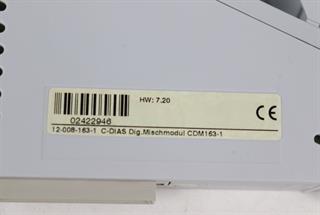 HW: 7.20
02422946
CE
12-008-163-1 C-DIAS Dig.Mischmodul CDM163-1